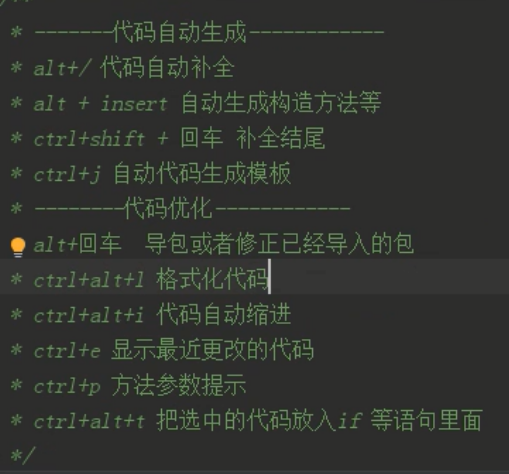 /**
* -------代码自动生成------------
* alt+/ 代码自动补全
* alt + insert 自动生成构造方法等
* ctrl+shift + 回车 补全结尾
* ctrl+j 自动代码生成模板
* --------代码优化------------
alt+回车 导包或者修正已经导入的包
* ctrl+alt+l 格式化代码
* ctrl+alt+i 代码自动缩进
* ctrl+e 显示最近更改的代码
* ctrl+p 方法参数提示
* ctrl+alt+t 把选中的代码放入if 等语句里面
*/